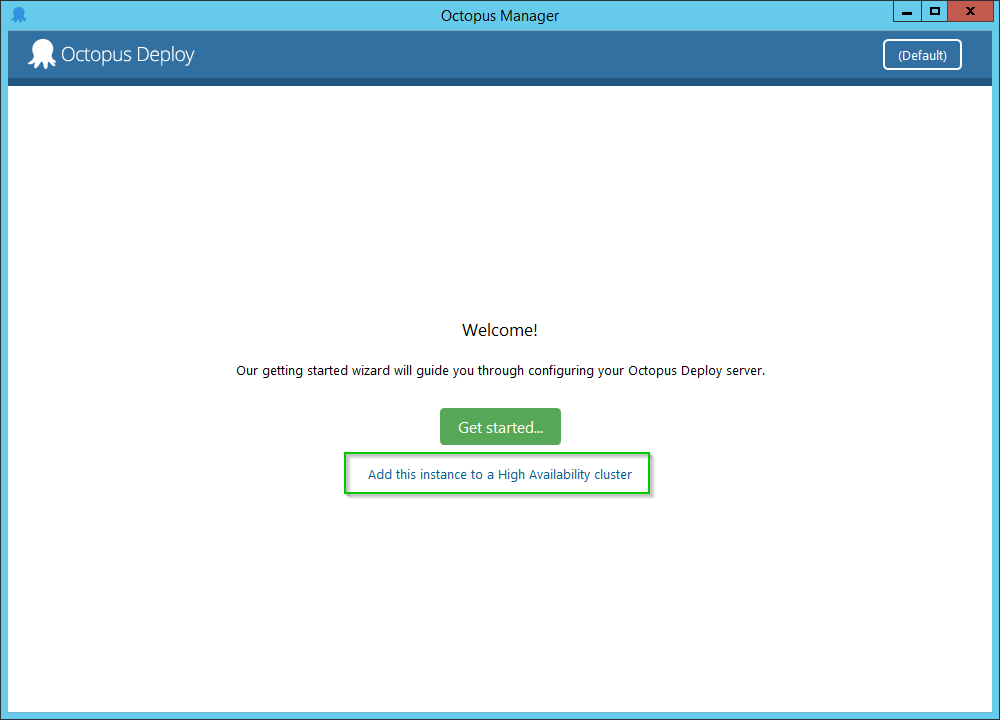 Octopus Manager
Octopus Deploy
(Default)
Welcome!
Our getting started wizard will guide you through configuring your Octopus Deploy server.
Get started...
Add this instance to a High Availability cluster